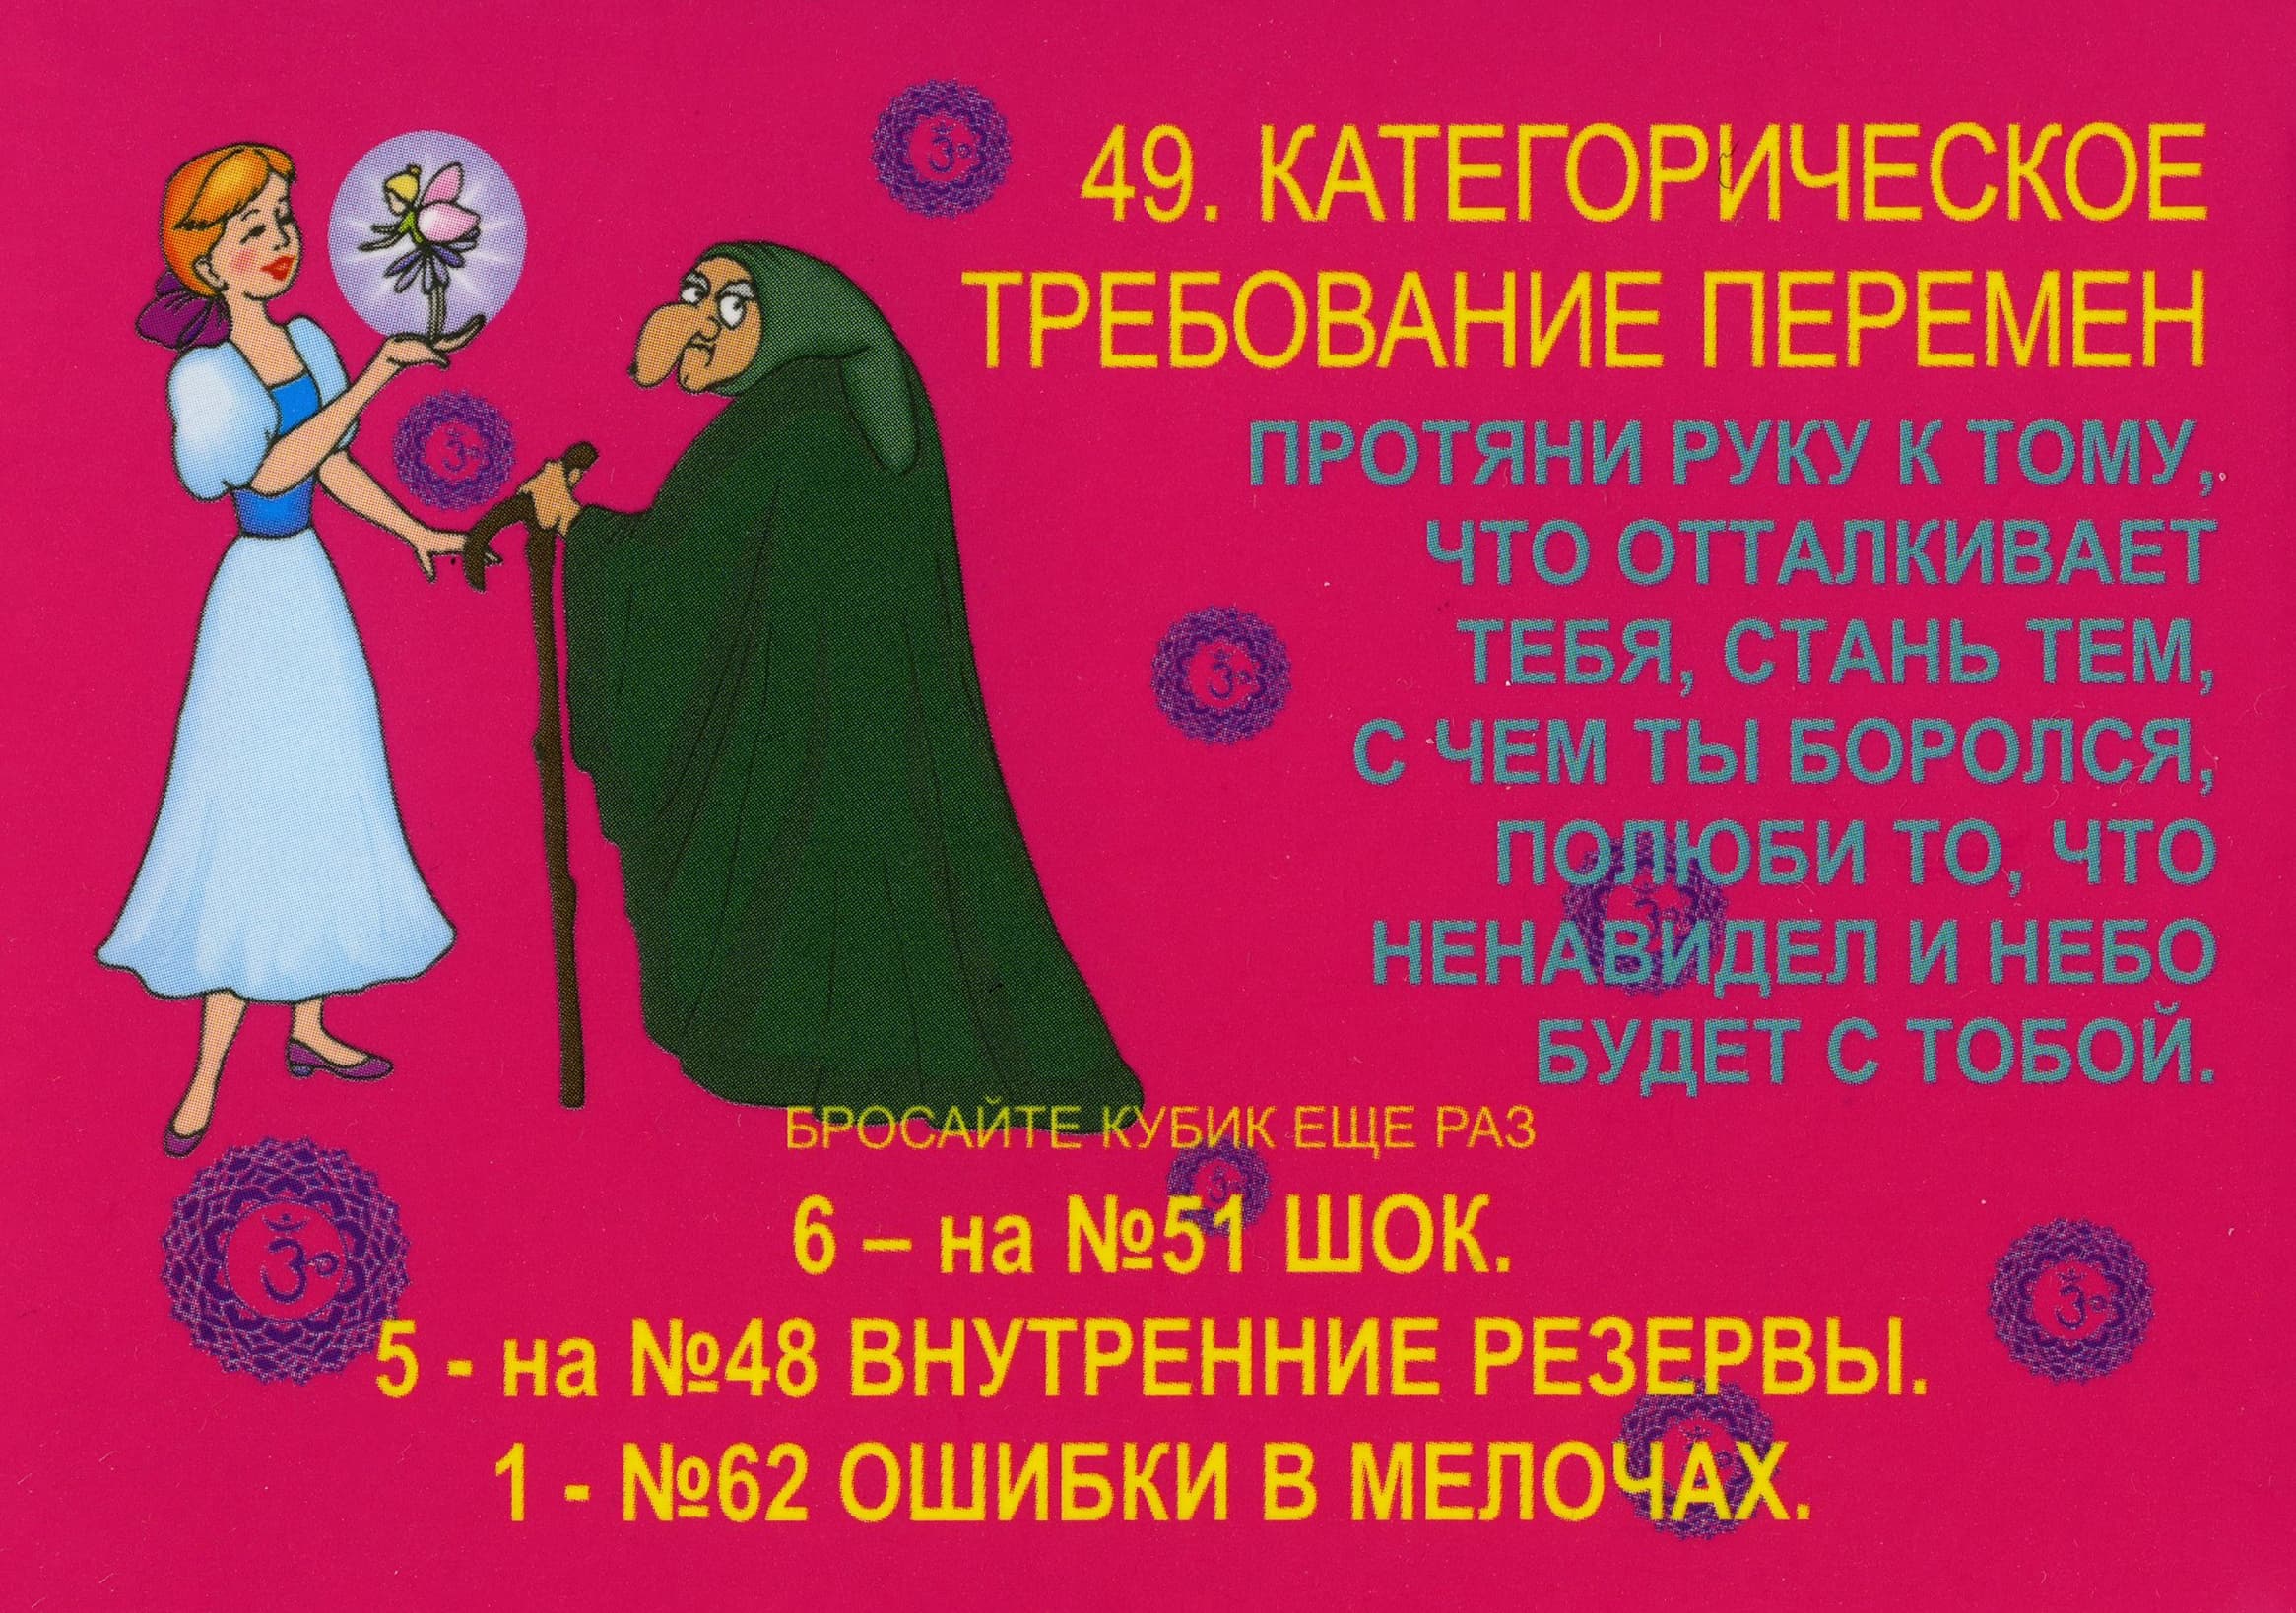 49. КАТЕГОРИЧЕСКОЕ
ТРЕБОВАНИЕ ПЕРЕМЕН
ПРОТЯНИ РУКУ К ТОМУ,
ЧТО ОТТАЛКИВАЕТ
ТЕБЯ, СТАНЬ ТЕМ,
С ЧЕМ ТЫ БОРОЛСЯ,
ПОЛЮБИ ТО, ЧТО
НЕНАВИДЕЛ И НЕБО
БУДЕТ С ТОБОЙ.
БРОСАЙТЕ КУБИК ЕЩЕ РАЗ
6 – на №51 ШОК.
5 - на №48 ВНУТРЕННИЕ РЕЗЕРВЫ.
1 - №62 ОШИБКИ В МЕЛОЧАХ.